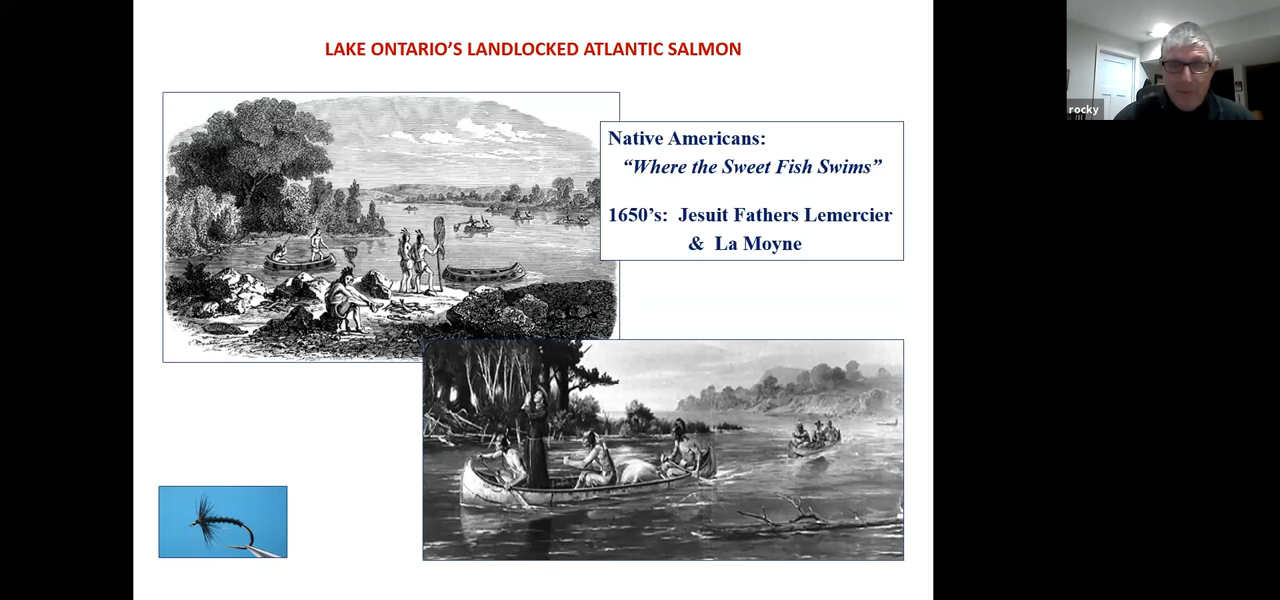 LAKE ONTARIO'S LANDLOCKED ATLANTIC SALMON
Native Americans:
“Where the Sweet Fish Swims”
1650's: Jesuit Fathers Lemercier
& La Moyne
rocky